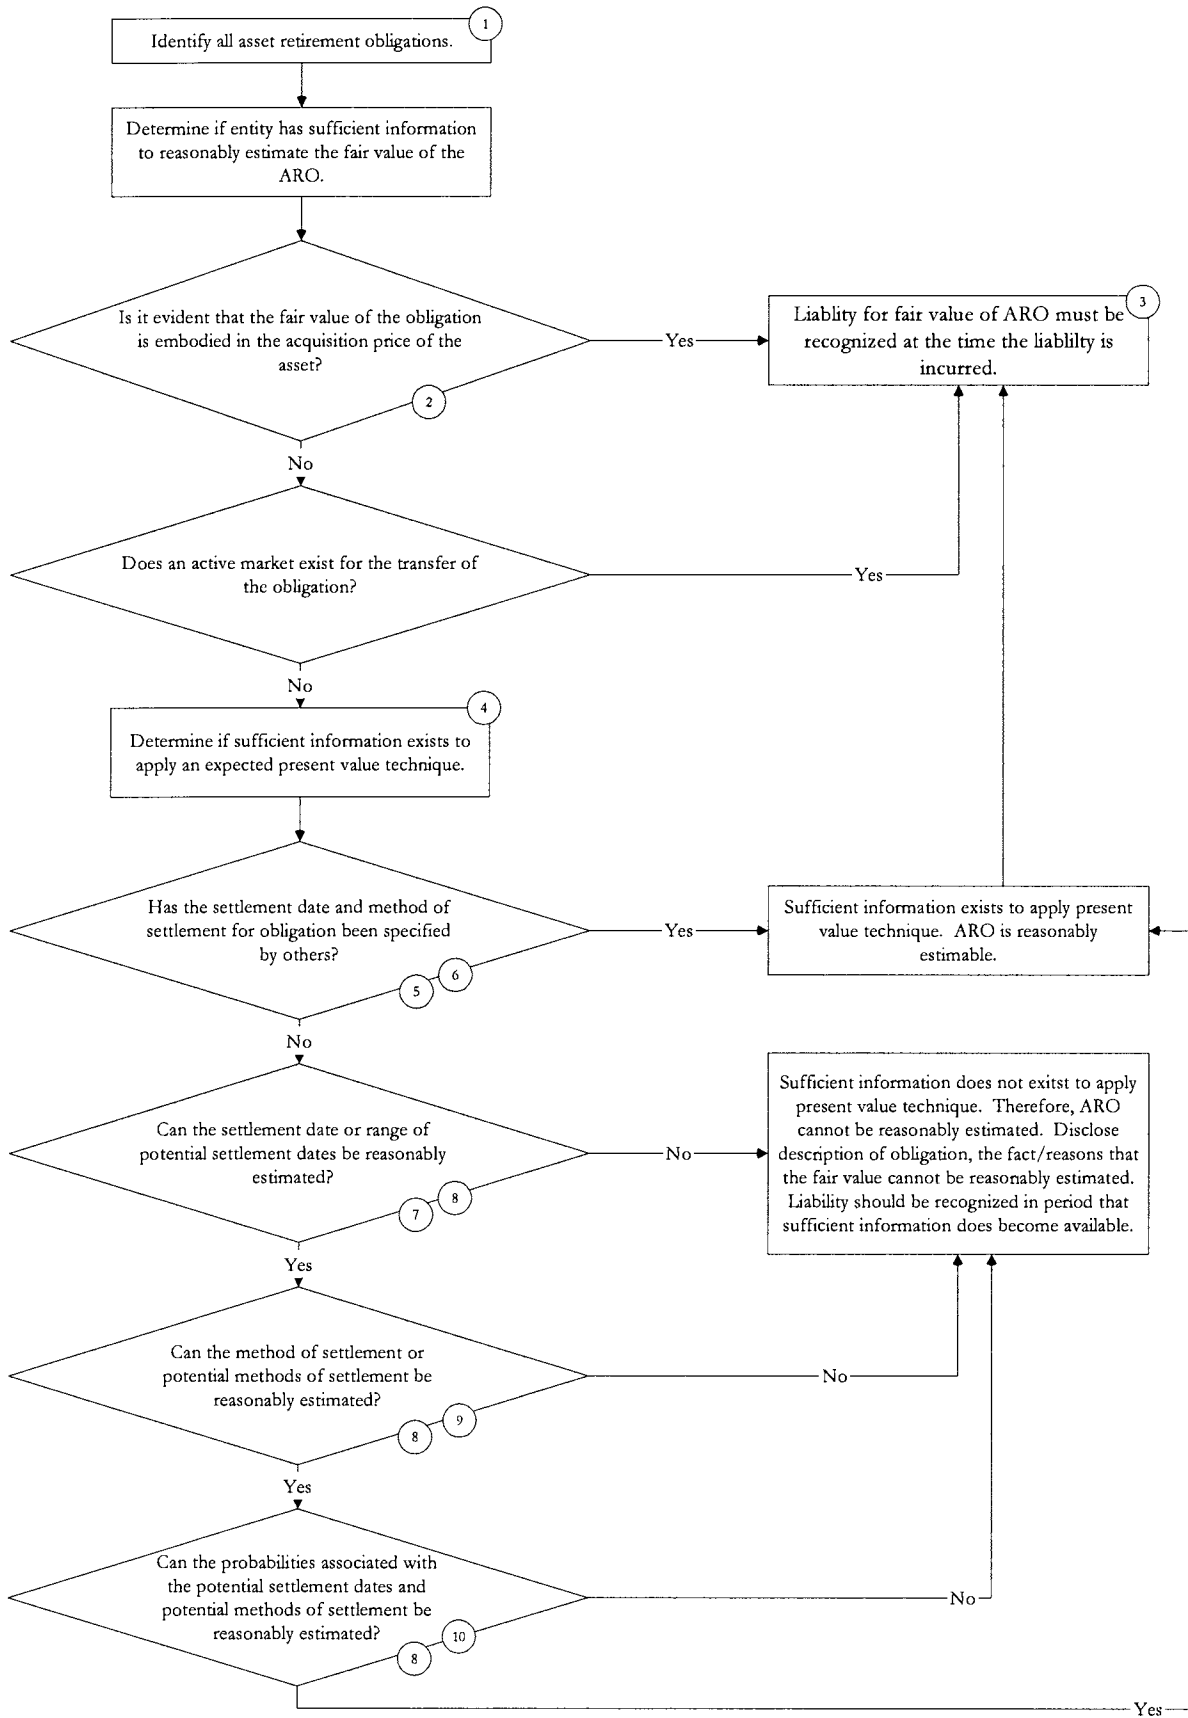 1
Identify all asset retirement obligations.
Determine if entity has sufficient information
to reasonably estimate the fair value of the
ARO.
Is it evident that the fair value of the obligation
is embodied in the acquisition price of the
asset?
2
Yes
3
Liablity for fair value of ARO must be
recognized at the time the liablilty is
incurred.
No
Does an active market exist for the transfer of
the obligation?
Yes
No
4
Determine if sufficient information exists to
apply an expected present value technique.
Has the settlement date and method of
settlement for obligation been specified
by others?
5
6
Yes
Sufficient information exists to apply present
value technique. ARO is reasonably
estimable.
No
Can the settlement date or range of
potential settlement dates be reasonably
estimated?
7
8
No
Sufficient information does not exitst to apply
present value technique. Therefore, ARO
cannot be reasonably estimated. Disclose
description of obligation, the fact/reasons that
the fair value cannot be reasonably estimated.
Liability should be recognized in period that
sufficient information does become available.
Yes
Can the method of settlement or
potential methods of settlement be
reasonably estimated?
8
9
No
Yes
Can the probabilities associated with
the potential settlement dates and
potential methods of settlement be
reasonably estimated?
8
10
No
Yes